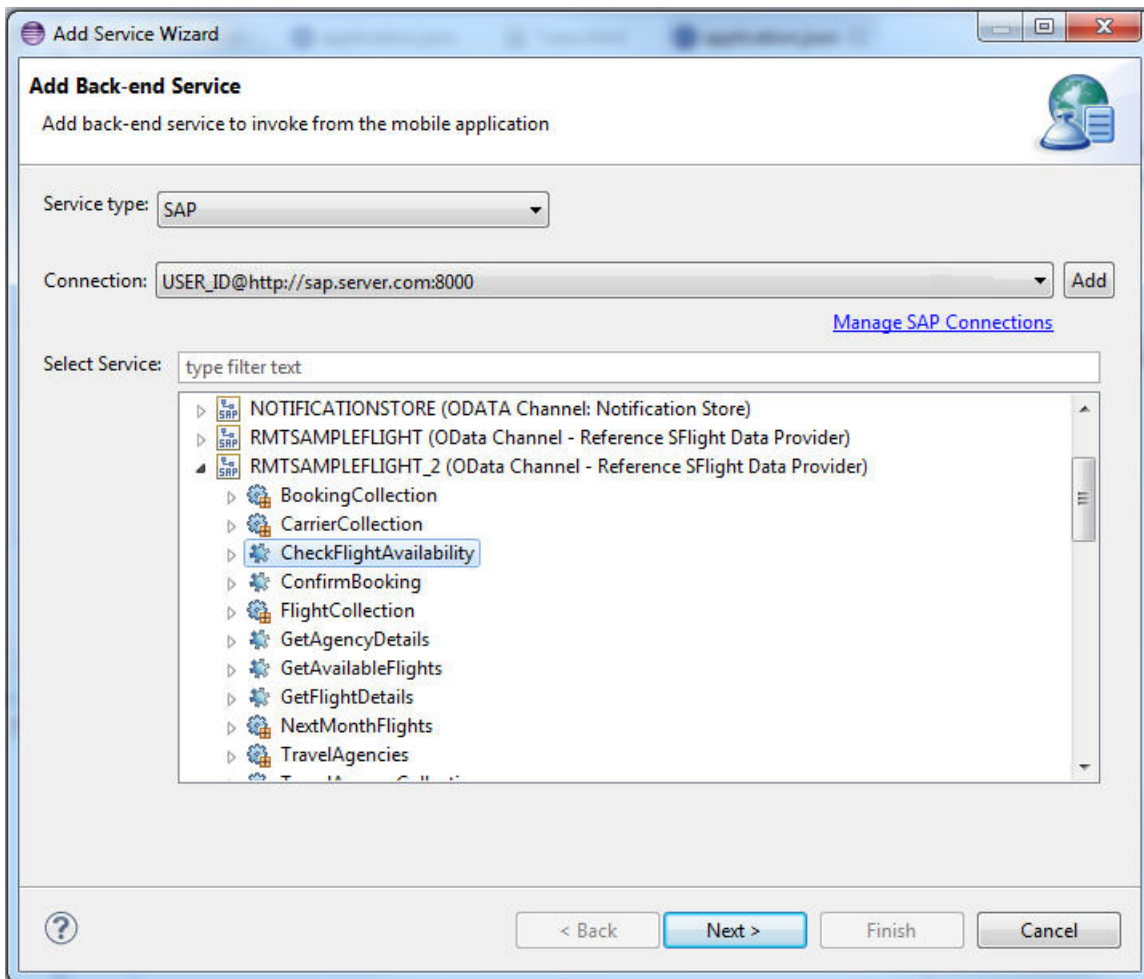 Add Service Wizard
Add Back-end Service
Add back-end service to invoke from the mobile application
Service type: SAP
Connection: USER_ID@http://sap.server.com:8000 Add
Manage SAP Connections
Select Service: type filter text
NOTIFICATIONSTORE (ODATA Channel: Notification Store)
RMTSAMPLEFLIGHT (OData Channel - Reference SFlight Data Provider)
RMTSAMPLEFLIGHT_2 (OData Channel - Reference SFlight Data Provider)
BookingCollection
CarrierCollection
CheckFlightAvailability
ConfirmBooking
FlightCollection
GetAgencyDetails
GetAvailableFlights
GetFlightDetails
NextMonthFlights
TravelAgencies
< Back Next > Finish Cancel